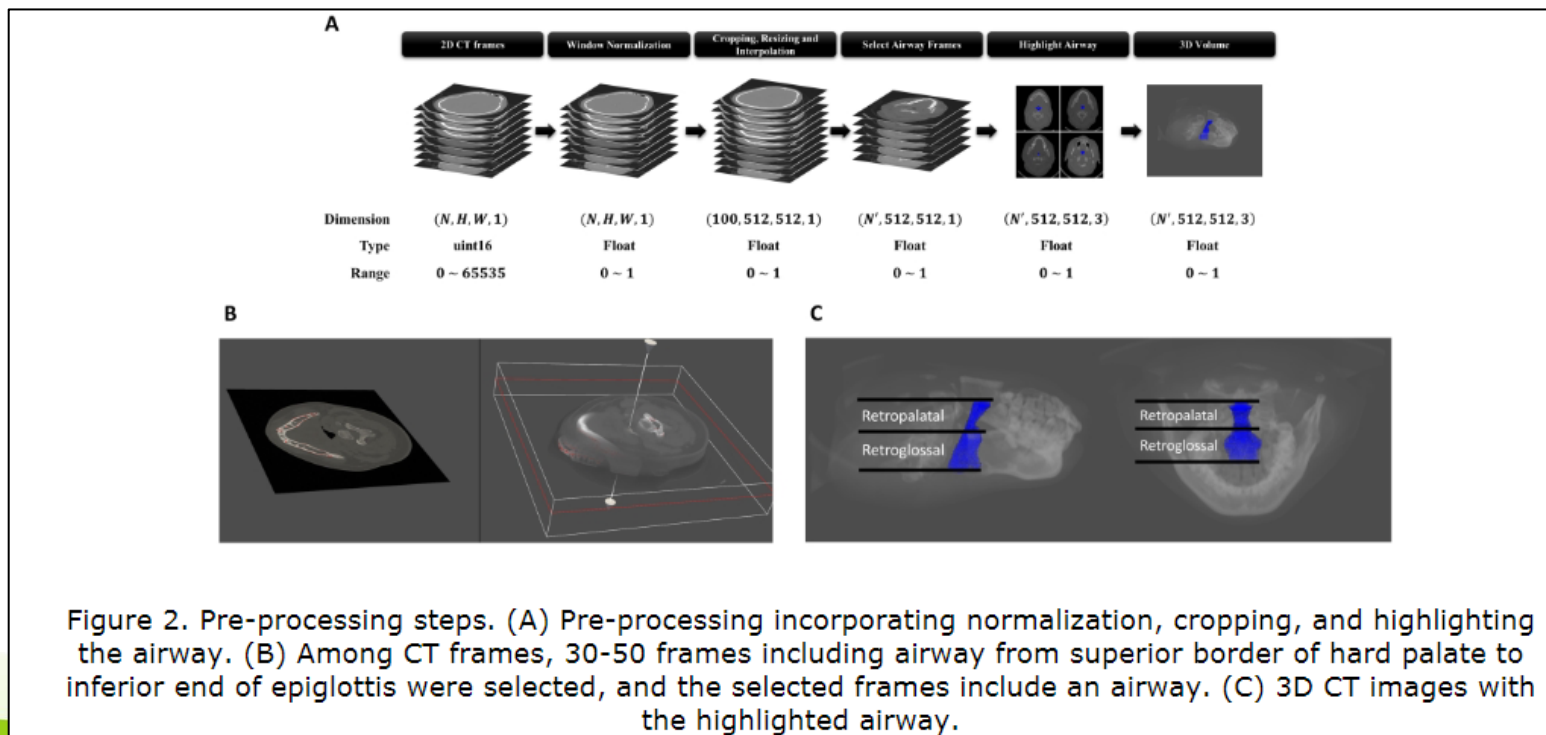 A
2D CT frames
Window Normalization
Cropping, Resizing and
Interpolation
Select Airway Frames
Highlight Airway
3D Volume
Dimension (N, H, W, 1) (N, H, W, 1) (100, 512, 512, 1) (N′, 512, 512, 1) (N′, 512, 512, 3) (N′, 512, 512, 3)
Type uint16 Float Float Float Float Float
Range 0 ~ 65535 0 ~ 1 0 ~ 1 0 ~ 1 0 ~ 1 0 ~ 1
B
C
Retropalatal
Retroglossal
Retropalatal
Retroglossal
Figure 2. Pre-processing steps. (A) Pre-processing incorporating normalization, cropping, and highlighting
the airway. (B) Among CT frames, 30-50 frames including airway from superior border of hard palate to
inferior end of epiglottis were selected, and the selected frames include an airway. (C) 3D CT images with
the highlighted airway.